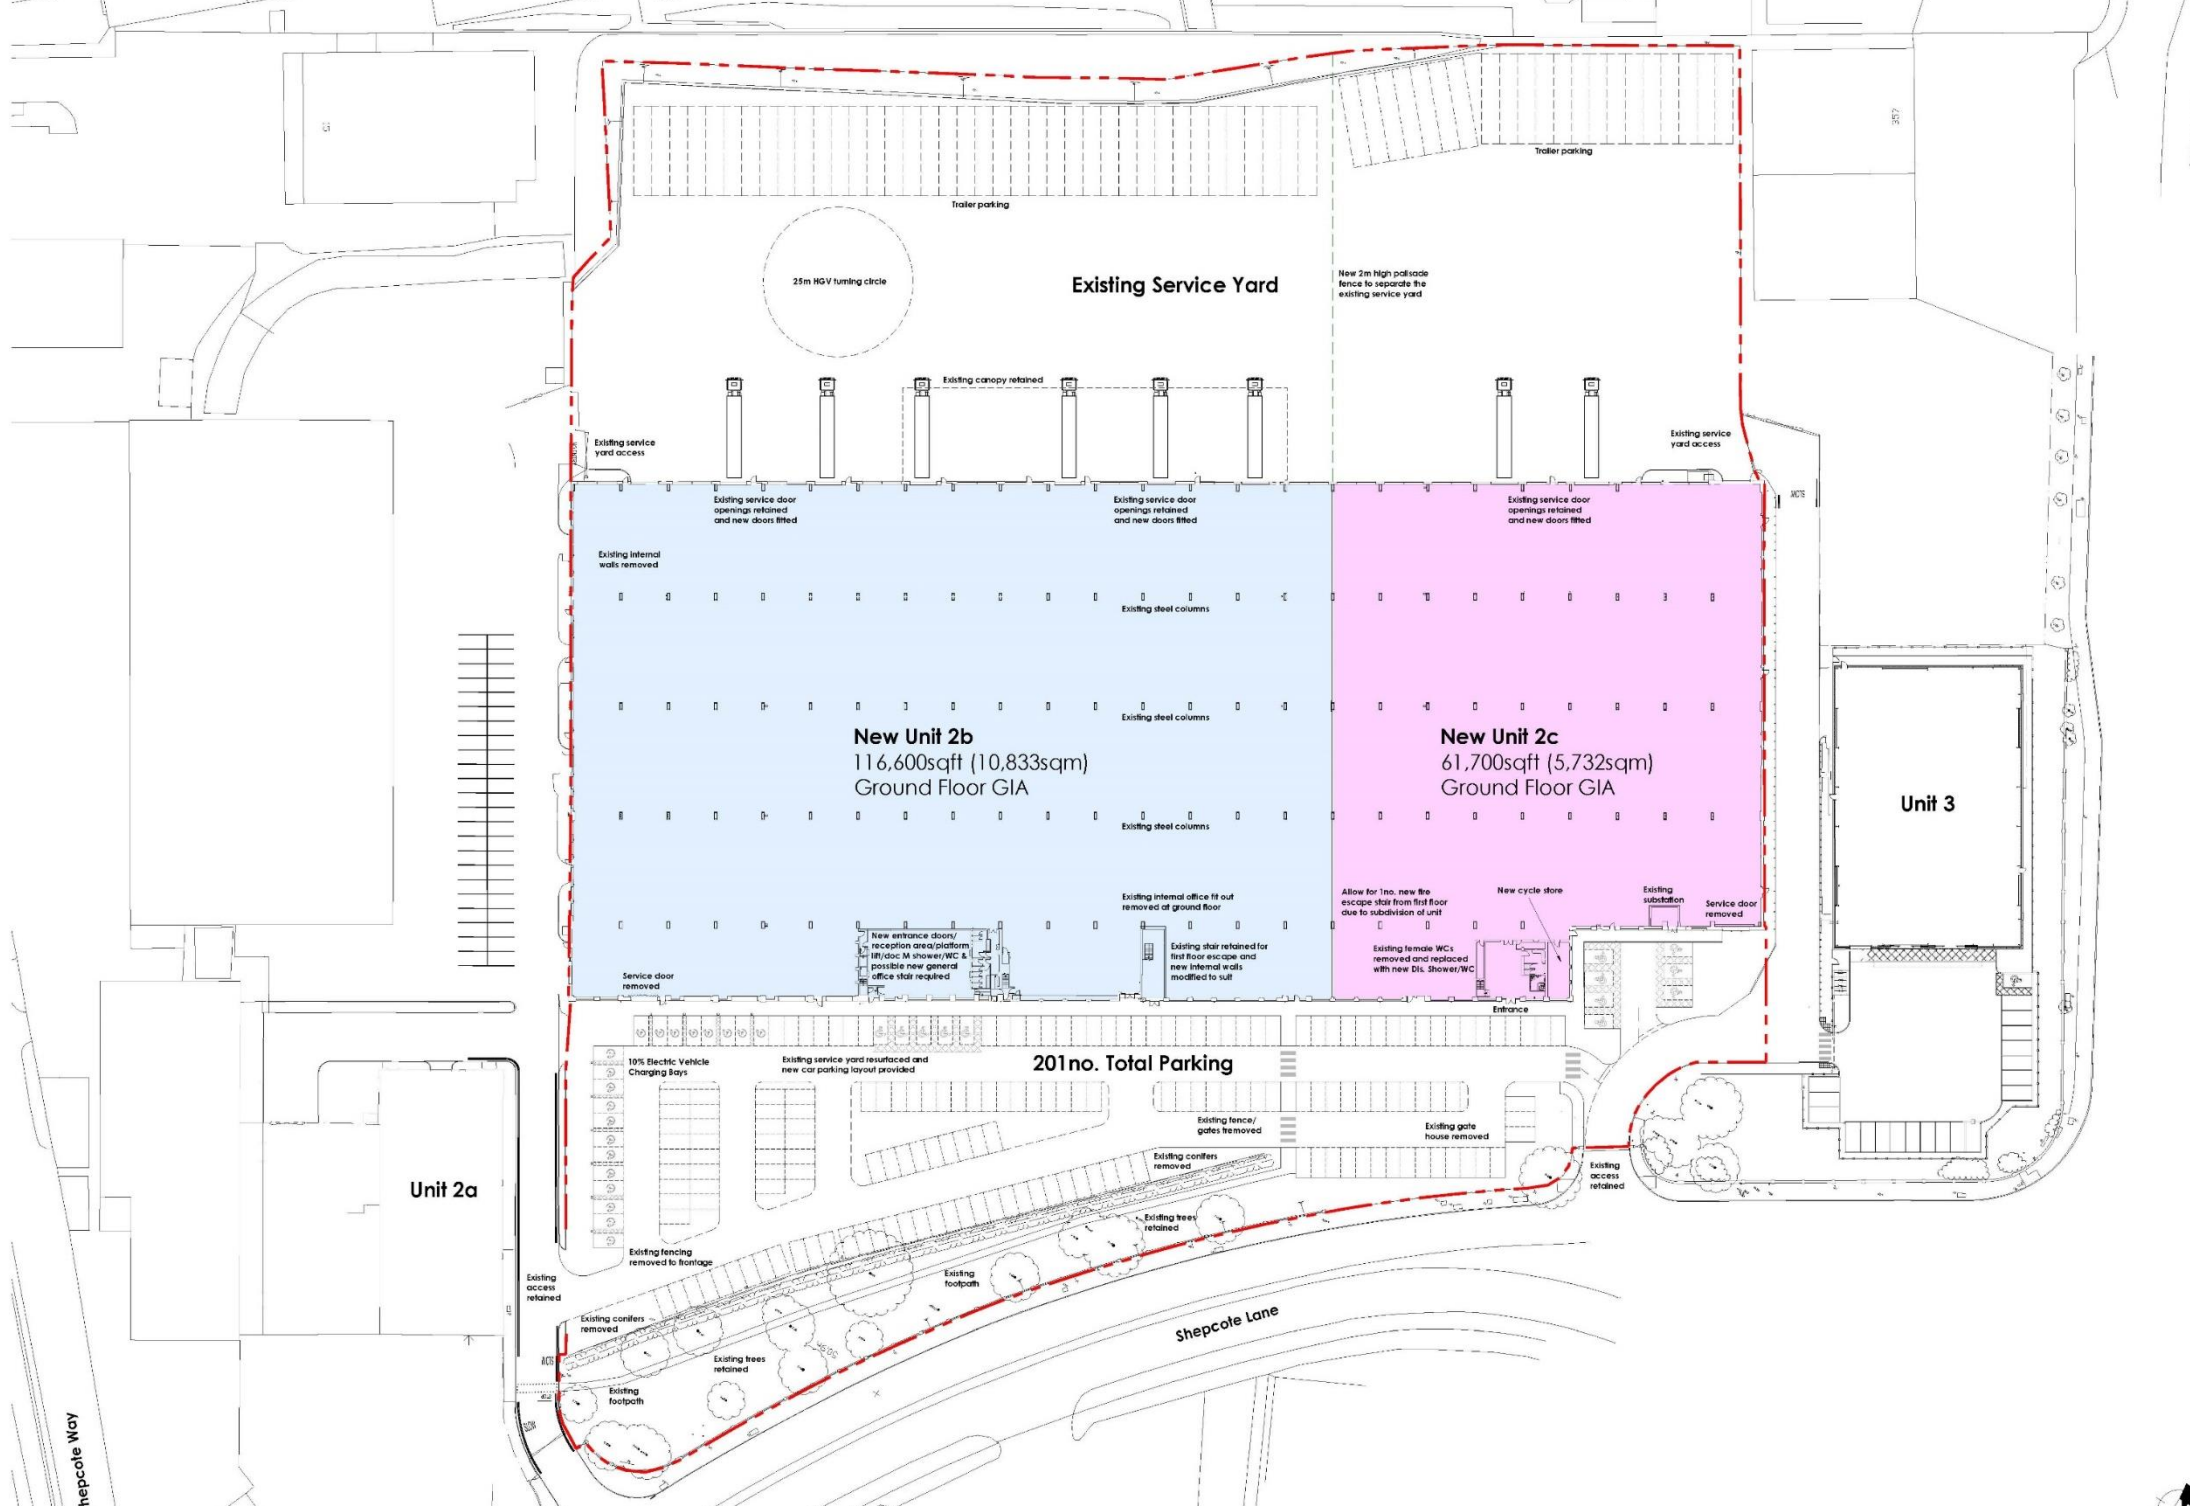 15
357
Trailer parking
Trailer parking
25m HGV turning circle
Existing Service Yard
New 2m high palisade
fence to separate the
existing service yard
Existing canopy retained
Existing service
yard access
Existing service
yard access
Existing service door
openings retained
and new doors fitted
Existing service door
openings retained
and new doors fitted
Existing service door
openings retained
and new doors fitted
SLOW
Existing internal
walls removed
Existing steel columns
Existing steel columns
New Unit 2b
116,600sqft (10,833sqm)
Ground Floor GIA
New Unit 2c
61,700sqft (5,732sqm)
Ground Floor GIA
Unit 3
Existing steel columns
Existing internal office fit out
removed at ground floor
Allow for 1no. new fire
escape stair from first floor
due to subdivision of unit
New cycle store
Existing
substation
Service door
removed
New entrance doors/
reception area/platform
lift/doc M shower/WC &
possible new general
office stair required
Existing stair retained for
first floor escape and
new internal walls
modified to suit
Existing female WCs
removed and replaced
with new Dis. Shower/WC
Service door
removed
Entrance
10% Electric Vehicle
Charging Bays
Existing service yard resurfaced and
new car parking layout provided
201no. Total Parking
Existing fence/
gates tremoved
Existing gate
house removed
Existing conifers
removed
Existing
access
retained
Unit 2a
Existing trees
retained
Existing fencing
removed to frontage
Existing
footpath
Existing
access
retained
Existing conifers
removed
Shepcote Lane
Existing trees
retained
Existing
footpath
SLOW
hepcote Way